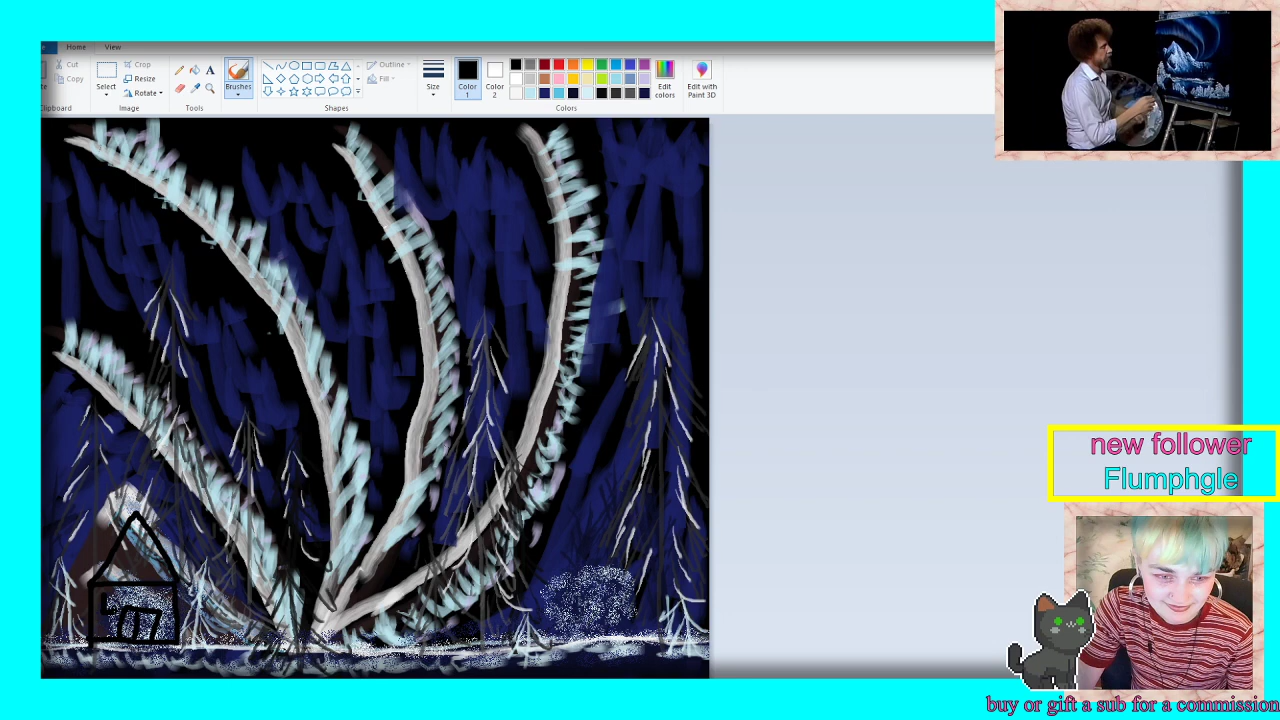 Home View
Cut
Copy
Crop
Resize
Rotate
Select
A
Brushes
Outline
Fill
Size
Color
1
Color
2
Edit
colors
Edit with
Paint 3D
lipboard Image Tools Shapes Colors
new follower
Flumphgle
buy or gift a sub for a commission